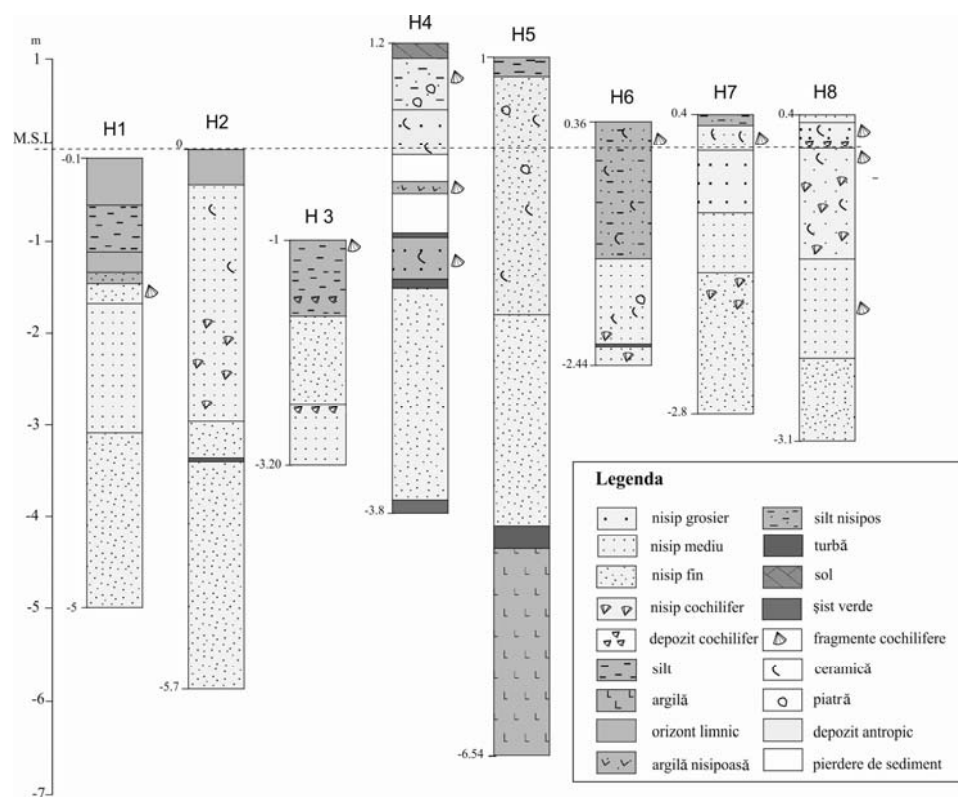 m
1
M.S.L
-1
-2
-3
-4
-5
-6
-7
H1
-0.1
-5
H2
0
-5.7
H 3
-1
-3.20
H4
1.2
-3.8
H5
1
-6.54
H6
0.36
-2.44
H7
0.4
-2.8
H8
0.4
-3.1
Legenda
nisip grosier
nisip mediu
nisip fin
nisip cochilifer
depozit cochilifer
silt
argilă
orizont limnic
argilă nisipoasă
silt nisipos
turbă
sol
şist verde
fragmente cochilifere
ceramică
piatră
depozit antropic
pierdere de sediment